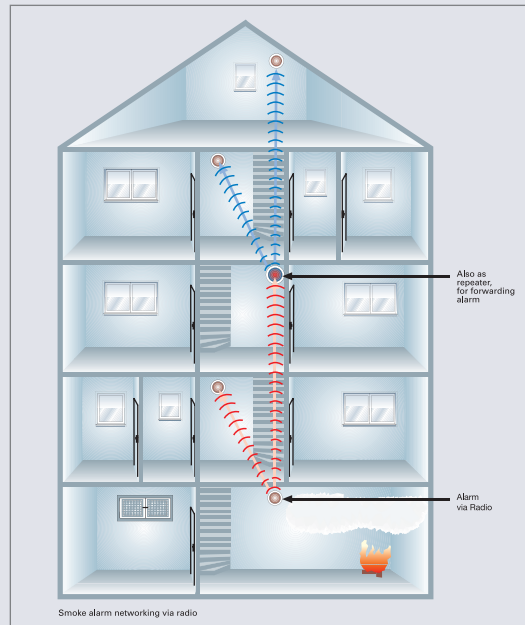 Also as
repeater,
for forwarding
alarm
Alarm
via Radio
Smoke alarm networking via radio